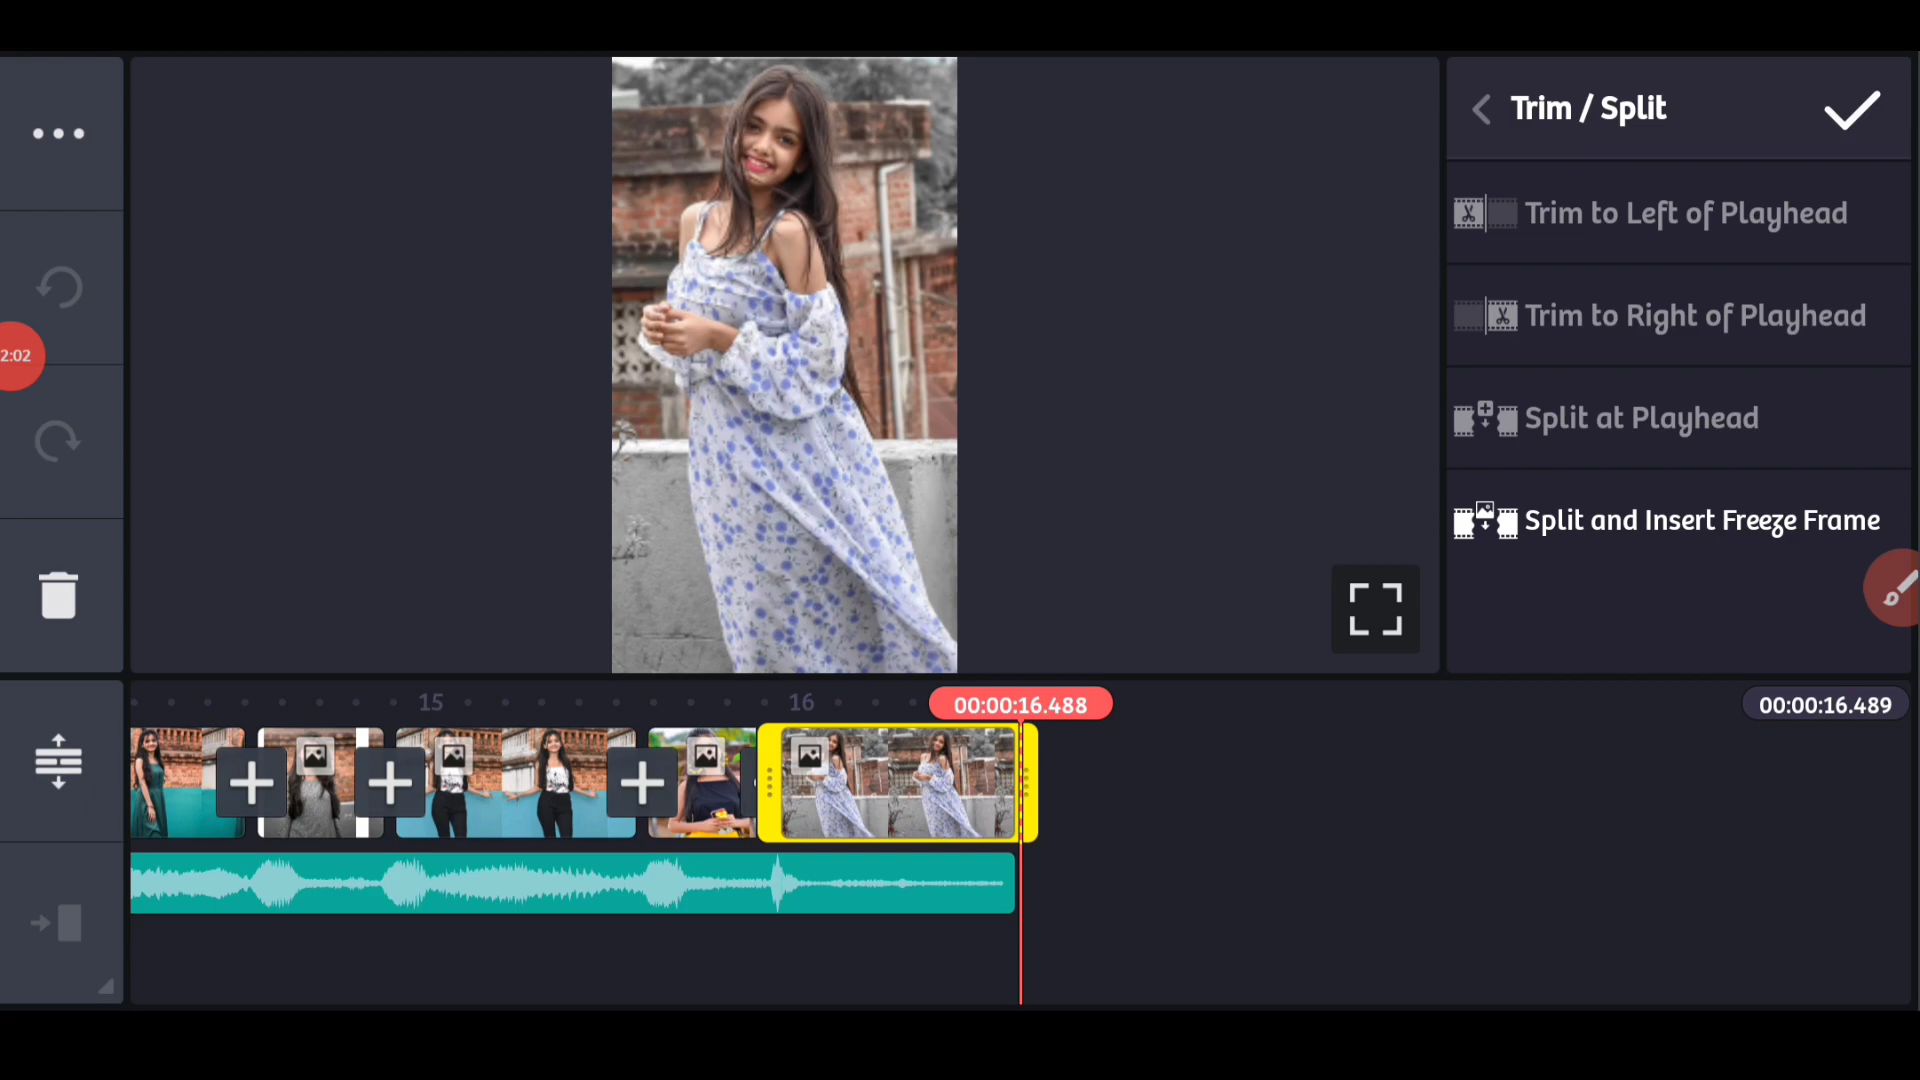 Trim / Split
Trim to Left of Playhead
Trim to Right of Playhead
Split at Playhead
Split and Insert Freeze Frame
2:02
15
16
00:00:16.488
00:00:16.489